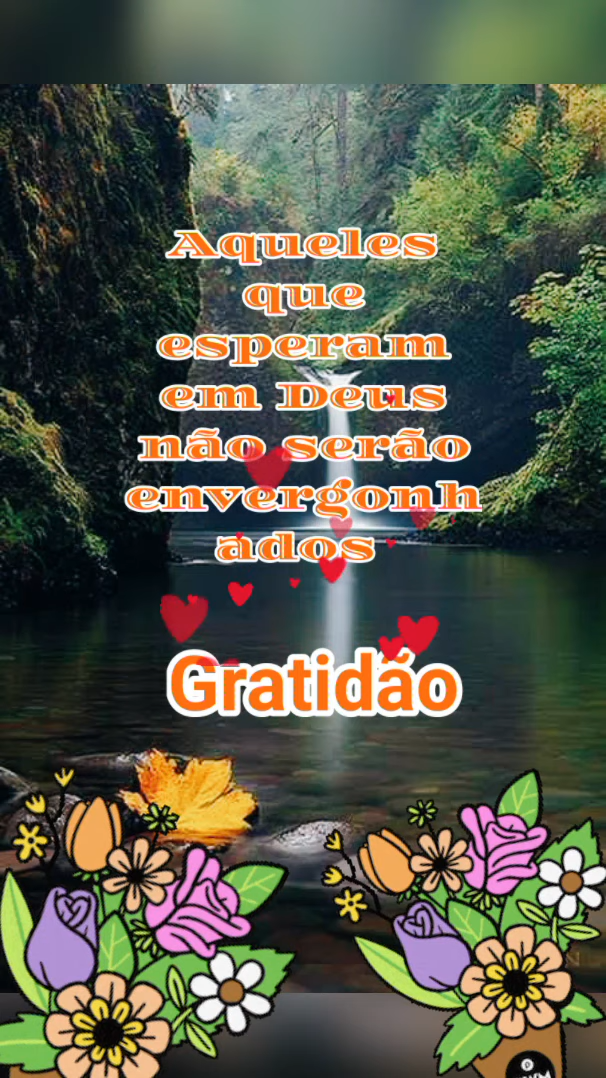 Aqueles
que
esperam
em Deus
não serão
envergonh
ados
Gratidão